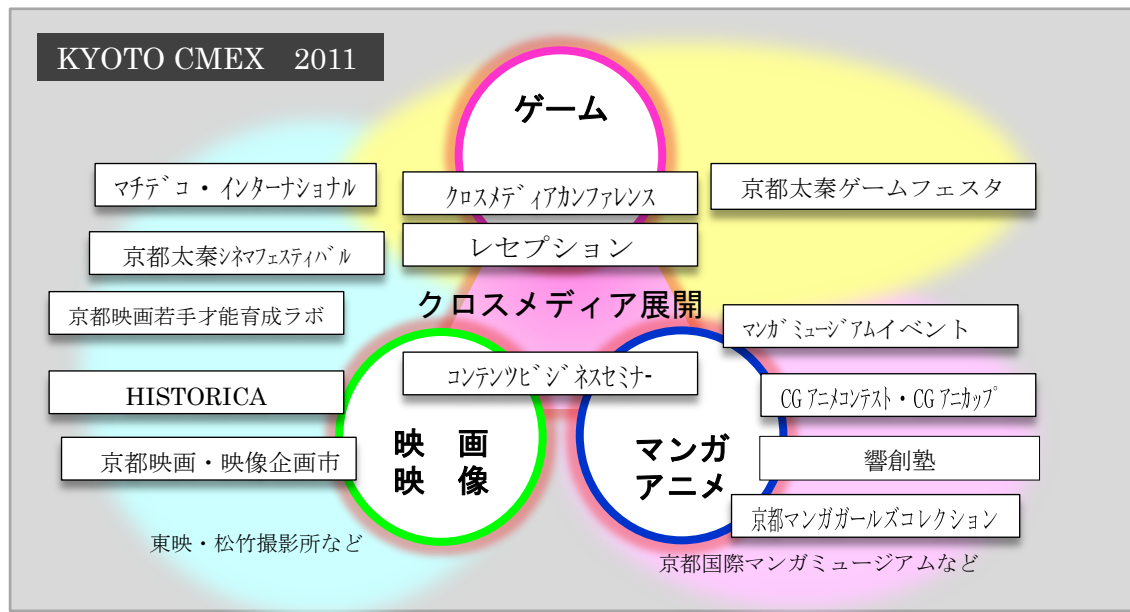 KYOTO CMEX 2011
ゲーム
マチデコ・インターナショナル
クロスメディアカンファレンス
京都太秦ゲームフェスタ
レセプション
京都太秦シネマフェスティバル
クロスメディア展開
京都映画若手才能育成ラボ
マンガミュージアムイベント
コンテンツビジネスセミナー
HISTORICA
CGアニメコンテスト・CGアニカップ
映 画
映 像
マンガ
アニメ
京都映画・映像企画市
響創塾
京都マンガガールズコレクション
東映・松竹撮影所など
京都国際マンガミュージアムなど